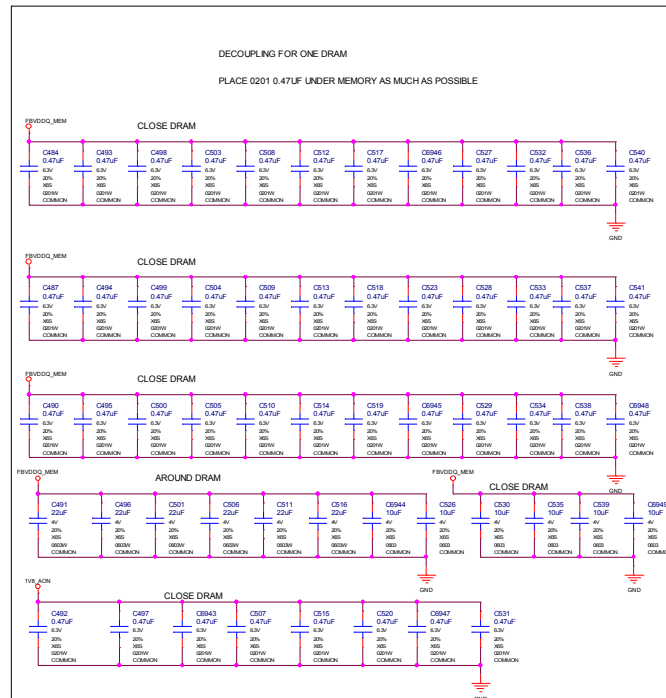 DECOUPLING FOR ONE DRAM
PLACE 0201 0.47UF UNDER MEMORY AS MUCH AS POSSIBLE
FBVDDQ_MEM
CLOSE DRAM
C484 C493 C498 C503 C508 C512 C517 C6946 C527 C532 C536 C540
0.47uF 0.47uF 0.47uF 0.47uF 0.47uF 0.47uF 0.47uF 0.47uF 0.47uF 0.47uF 0.47uF 0.47uF
6.3V 6.3V 6.3V 6.3V 6.3V 6.3V 6.3V 6.3V 6.3V 6.3V 6.3V 6.3V
20% 20% 20% 20% 20% 20% 20% 20% 20% 20% 20% 20%
X6S X6S X6S X6S X6S X6S X6S X6S X6S X6S X6S X6S
0201W 0201W 0201W 0201W 0201W 0201W 0201W 0201W 0201W 0201W 0201W 0201W
COMMON COMMON COMMON COMMON COMMON COMMON COMMON COMMON COMMON COMMON COMMON COMMON
GND
FBVDDQ_MEM
CLOSE DRAM
C487 C494 C499 C504 C509 C513 C518 C523 C528 C533 C537 C541
0.47uF 0.47uF 0.47uF 0.47uF 0.47uF 0.47uF 0.47uF 0.47uF 0.47uF 0.47uF 0.47uF 0.47uF
6.3V 6.3V 6.3V 6.3V 6.3V 6.3V 6.3V 6.3V 6.3V 6.3V 6.3V 6.3V
20% 20% 20% 20% 20% 20% 20% 20% 20% 20% 20% 20%
X6S X6S X6S X6S X6S X6S X6S X6S X6S X6S X6S X6S
0201W 0201W 0201W 0201W 0201W 0201W 0201W 0201W 0201W 0201W 0201W 0201W
COMMON COMMON COMMON COMMON COMMON COMMON COMMON COMMON COMMON COMMON COMMON COMMON
GND
FBVDDQ_MEM
CLOSE DRAM
C490 C495 C500 C505 C510 C514 C519 C6945 C529 C534 C538 C6948
0.47uF 0.47uF 0.47uF 0.47uF 0.47uF 0.47uF 0.47uF 0.47uF 0.47uF 0.47uF 0.47uF 0.47uF
6.3V 6.3V 6.3V 6.3V 6.3V 6.3V 6.3V 6.3V 6.3V 6.3V 6.3V 6.3V
20% 20% 20% 20% 20% 20% 20% 20% 20% 20% 20% 20%
X6S X6S X6S X6S X6S X6S X6S X6S X6S X6S X6S X6S
0201W 0201W 0201W 0201W 0201W 0201W 0201W 0201W 0201W 0201W 0201W 0201W
COMMON COMMON COMMON COMMON COMMON COMMON COMMON COMMON COMMON COMMON COMMON COMMON
GND
FBVDDQ_MEM FBVDDQ_MEM
AROUND DRAM CLOSE DRAM
C491 C496 C501 C506 C511 C516 C6944 C526 C530 C535 C539 C6949
22uF 22uF 22uF 22uF 22uF 22uF 10uF 10uF 10uF 10uF 10uF 10uF
4V 4V 4V 4V 4V 4V 4V 4V 4V 4V 4V 4V
20% 20% 20% 20% 20% 20% 20% 20% 20% 20% 20% 20%
X6S X6S X6S X6S X6S X6S X6S X6S X6S X6S X6S X6S
0603W 0603W 0603W 0603W 0603W 0603W 0603 0603 0603 0603 0603 0603
COMMON COMMON COMMON COMMON COMMON COMMON COMMON COMMON COMMON COMMON COMMON COMMON
GND GND
1V8_AON
CLOSE DRAM
C492 C497 C6943 C507 C515 C520 C6947 C531
0.47uF 0.47uF 0.47uF 0.47uF 0.47uF 0.47uF 0.47uF 0.47uF
6.3V 6.3V 6.3V 6.3V 6.3V 6.3V 6.3V 6.3V
20% 20% 20% 20% 20% 20% 20% 20%
X6S X6S X6S X6S X6S X6S X6S X6S
0201W 0201W 0201W 0201W 0201W 0201W 0201W 0201W
COMMON COMMON COMMON COMMON COMMON COMMON COMMON COMMON
GND